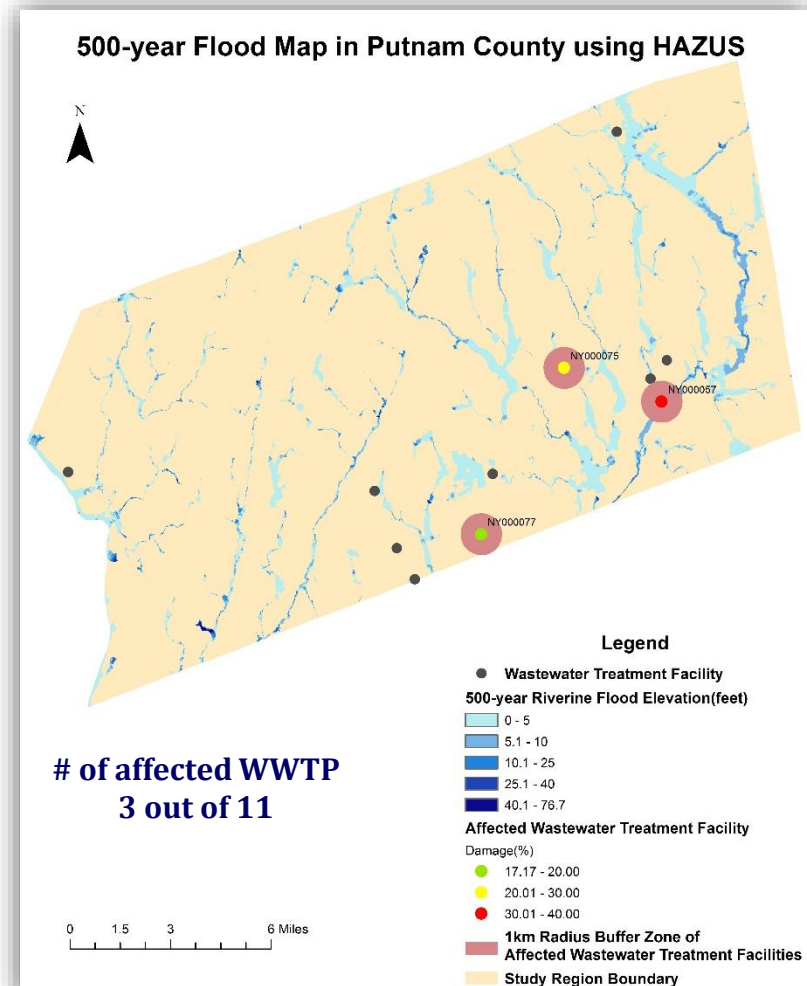 500-year Flood Map in Putnam County using HAZUS
N
NY000075
NY000057
NY000077
Legend
Wastewater Treatment Facility
500-year Riverine Flood Elevation(feet)
0 - 5
5.1 - 10
10.1 - 25
25.1 - 40
40.1 - 76.7
Affected Wastewater Treatment Facility
Damage(%)
17.17 - 20.00
20.01 - 30.00
30.01 - 40.00
1km Radius Buffer Zone of
Affected Wastewater Treatment Facilities
Study Region Boundary
# of affected WWTP
3 out of 11
0 1.5 3 6 Miles